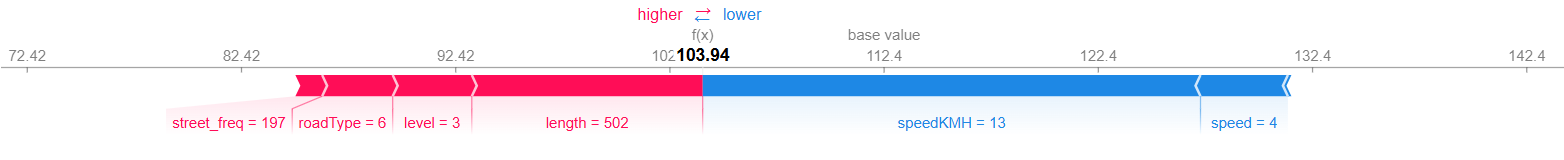 higher ⇄ lower
f(x) base value
72.42 82.42 92.42 102 103.94 112.4 122.4 132.4 142.4
street_freq = 197 roadType = 6 level = 3 length = 502 speedKMH = 13 speed = 4